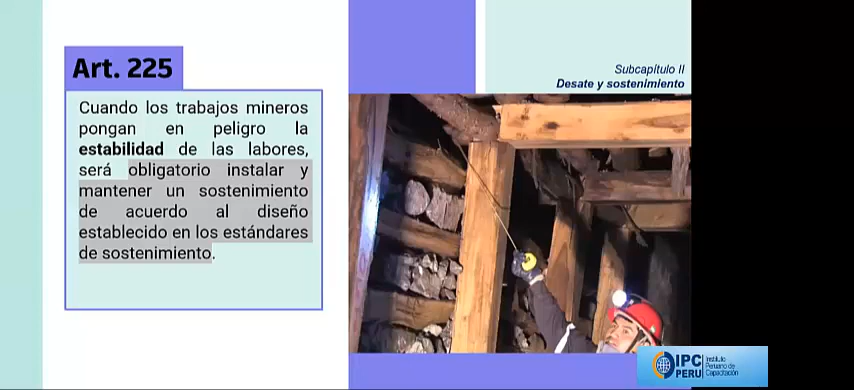 Art. 225
Subcapítulo II
Desate y sostenimiento
Cuando los trabajos mineros
pongan en peligro la
estabilidad de las labores,
será obligatorio instalar y
mantener un sostenimiento
de acuerdo al diseño
establecido en los estándares
de sostenimiento.
IPC
PERU
Instituto
Peruano de
Capacitación